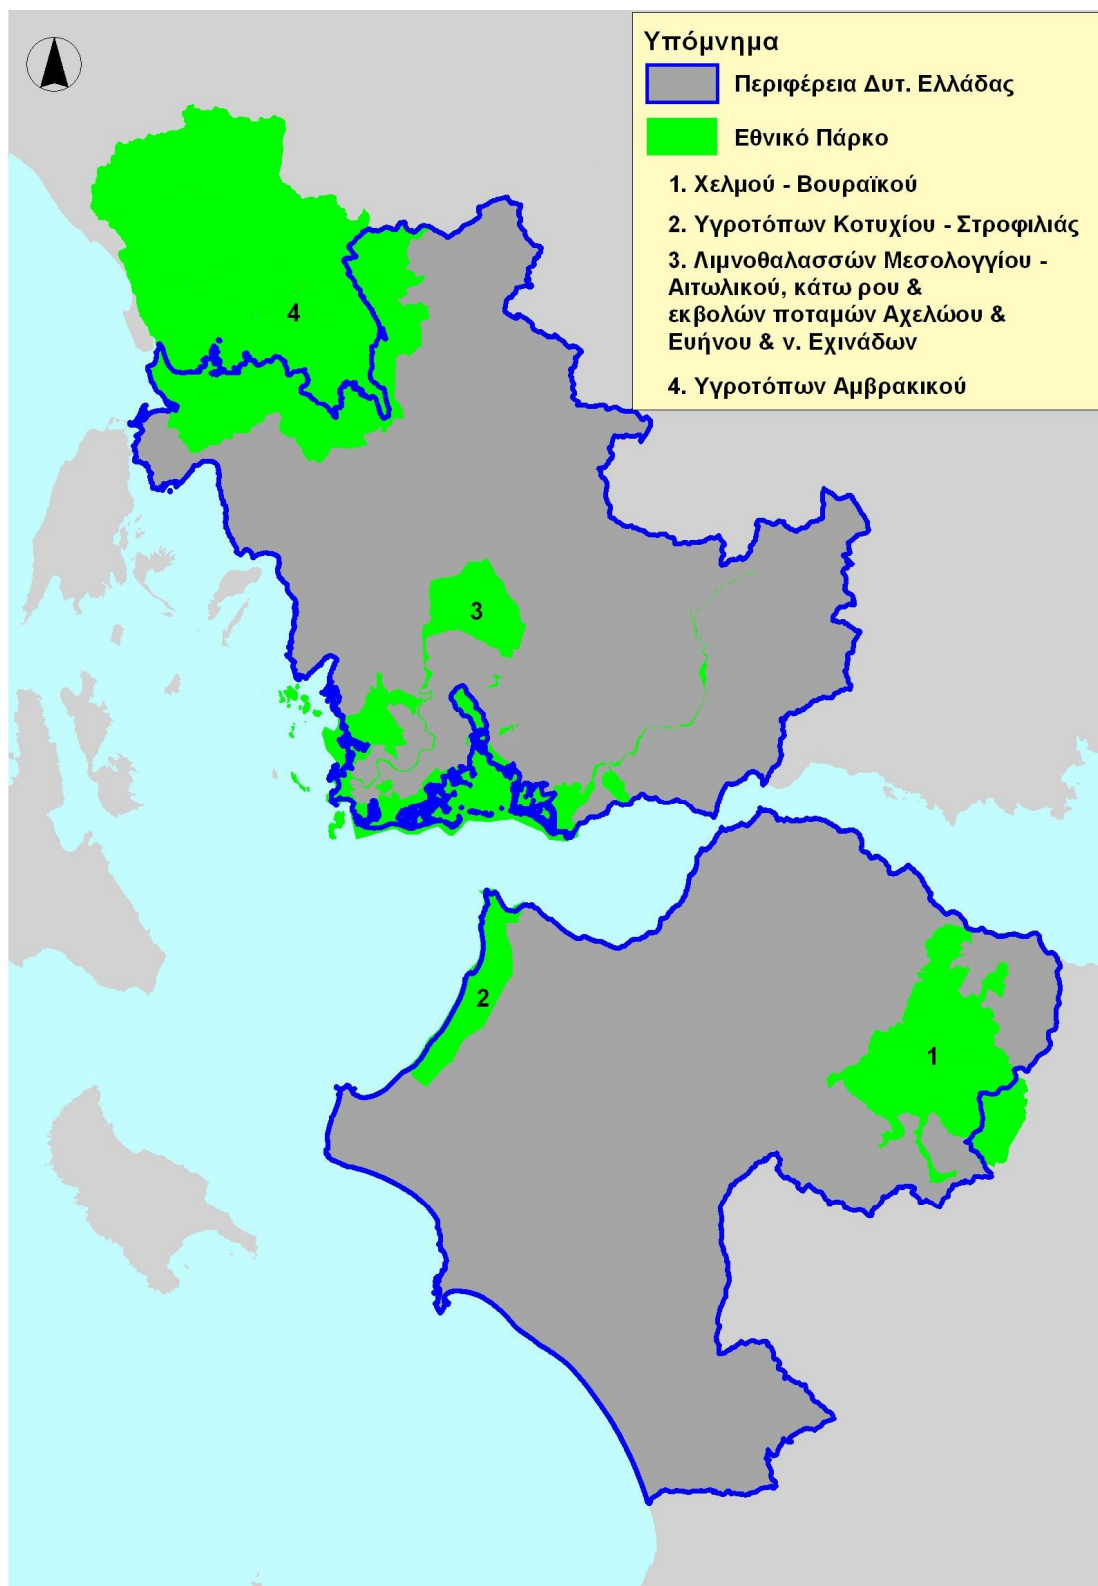 Υπόμνημα
Περιφέρεια Δυτ. Ελλάδας
Εθνικό Πάρκο
1. Χελμού - Βουραϊκού
2. Υγροτόπων Κοτυχίου - Στροφιλιάς
3. Λιμνοθαλασσών Μεσολογγίου -
Αιτωλικού, κάτω ρου &
εκβολών ποταμών Αχελώου &
Ευήνου & ν. Εχινάδων
4. Υγροτόπων Αμβρακικού
4
3
2
1